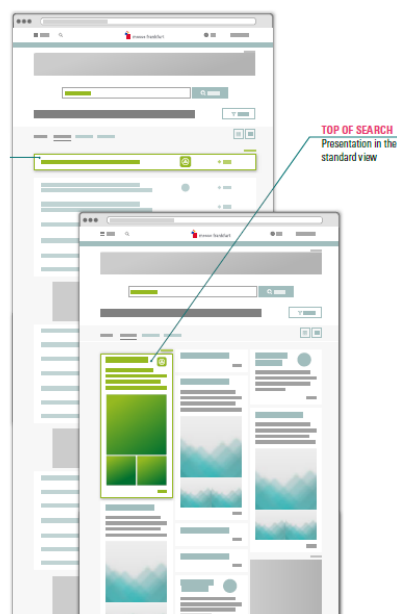 messe frankfurt
TOP OF SEARCH
Presentation in the
standard view
messe frankfurt